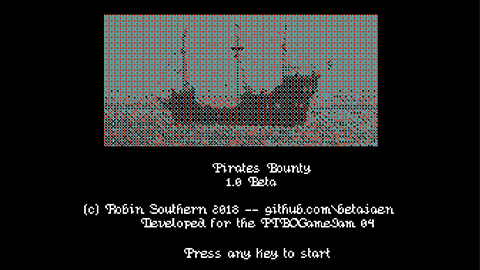 Pirates Bounty
1.0 Beta
(c) Robin Southern 2018 -- github.com/betajaen
Developed for the PTBOGameJam 04
Press any key to start